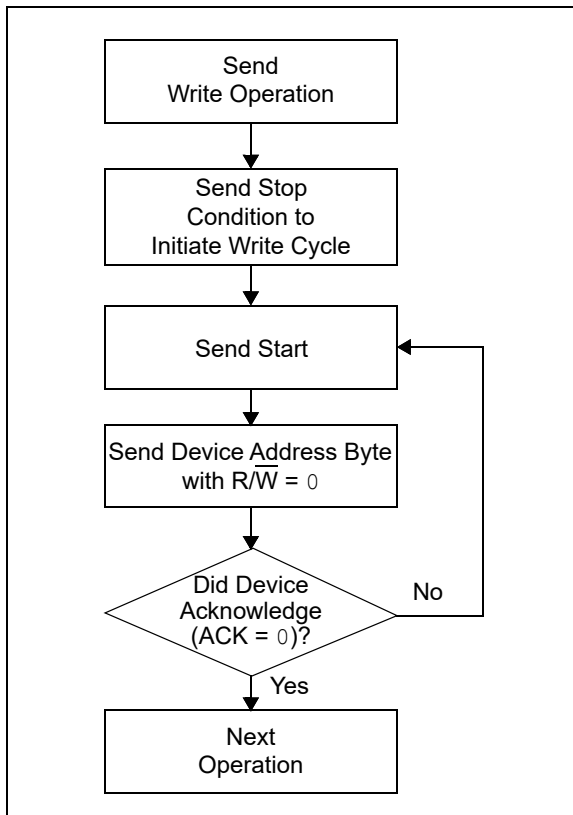 Send
Write Operation
Send Stop
Condition to
Initiate Write Cycle
Send Start
Send Device Address Byte
with R/W̅ = 0
Did Device
Acknowledge
(ACK = 0)?
No
Yes
Next
Operation